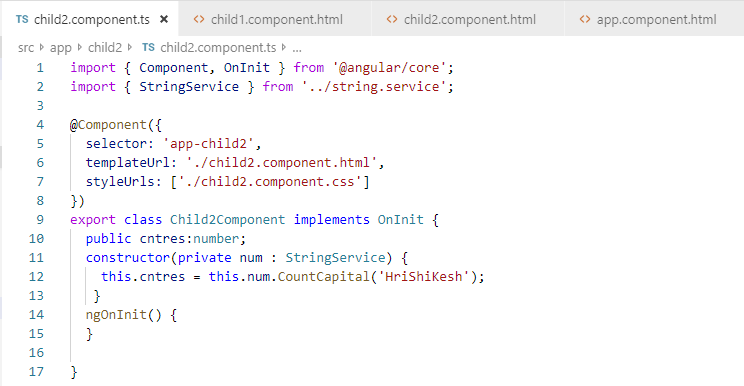 TS child2.component.ts × <> child1.component.html <> child2.component.html <> app.component.html
src > app > child2 > TS child2.component.ts > ...
1 import { Component, OnInit } from '@angular/core';
2 import { StringService } from '../string.service';
3
4 @Component({
5   selector: 'app-child2',
6   templateUrl: './child2.component.html',
7   styleUrls: ['./child2.component.css']
8 })
9 export class Child2Component implements OnInit {
10   public cntres:number;
11   constructor(private num : StringService) {
12     this.cntres = this.num.CountCapital('HriShiKesh');
13    }
14   ngOnInit() {
15   }
16
17 }